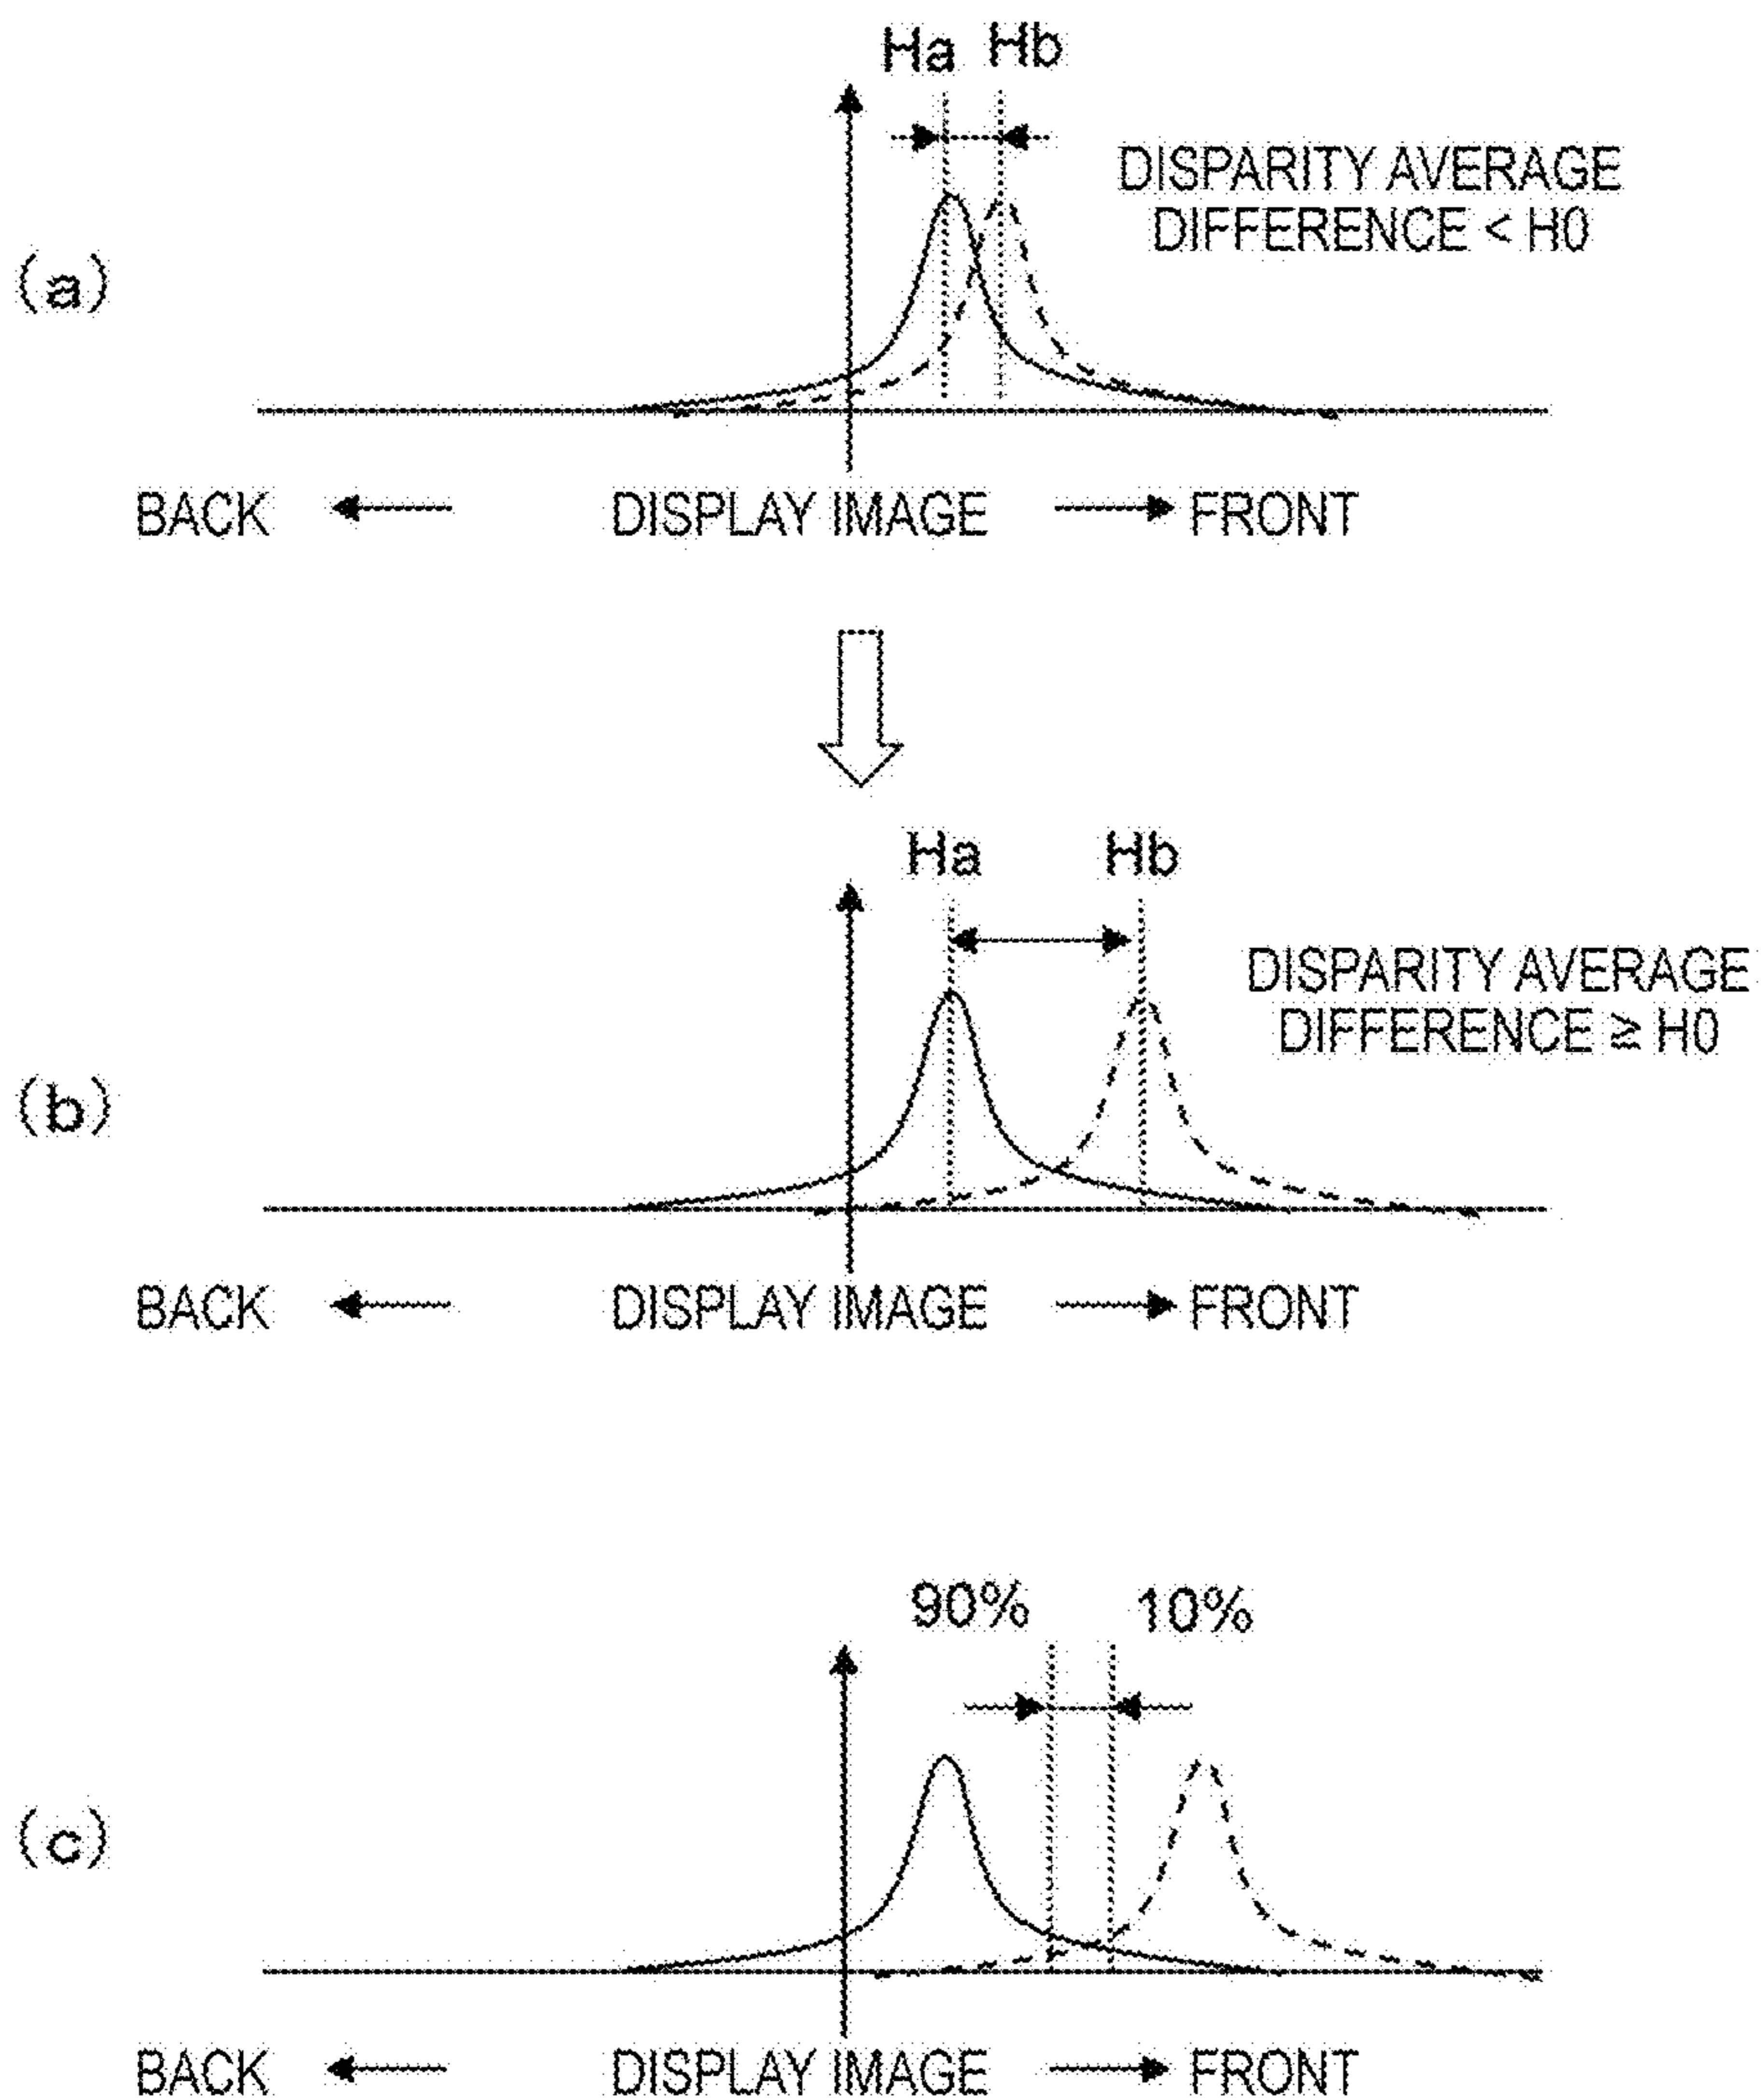 Ha Hb
DISPARITY AVERAGE
DIFFERENCE < H0
(a)
BACK DISPLAY IMAGE FRONT
Ha Hb
DISPARITY AVERAGE
DIFFERENCE ≧ H0
(b)
BACK DISPLAY IMAGE FRONT
90% 10%
(c)
BACK DISPLAY IMAGE FRONT